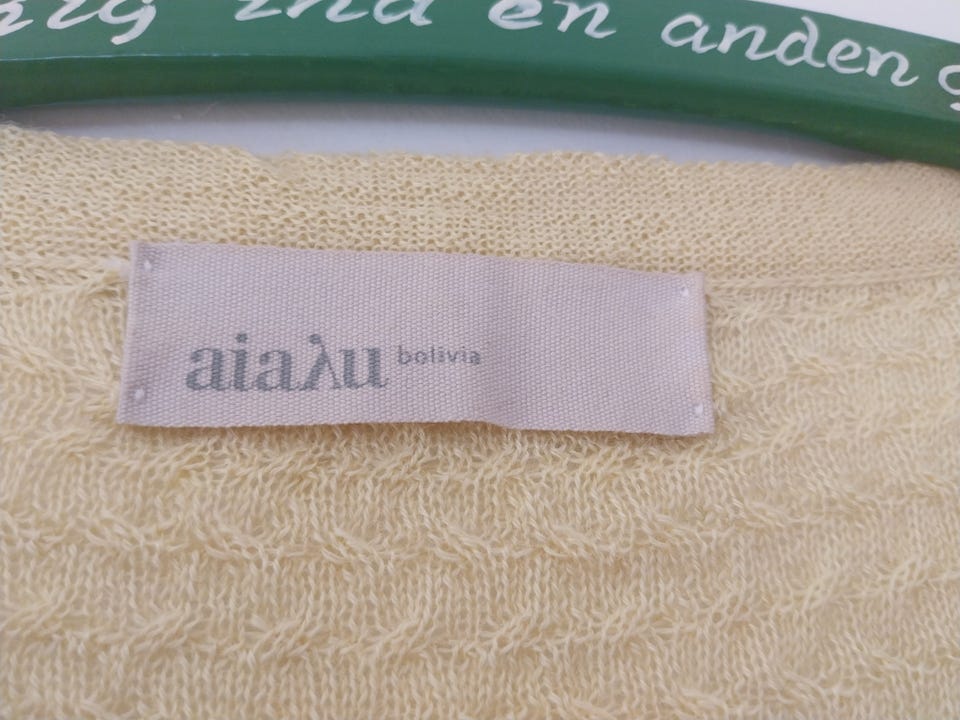 ind en anden
aiaλu bolivia